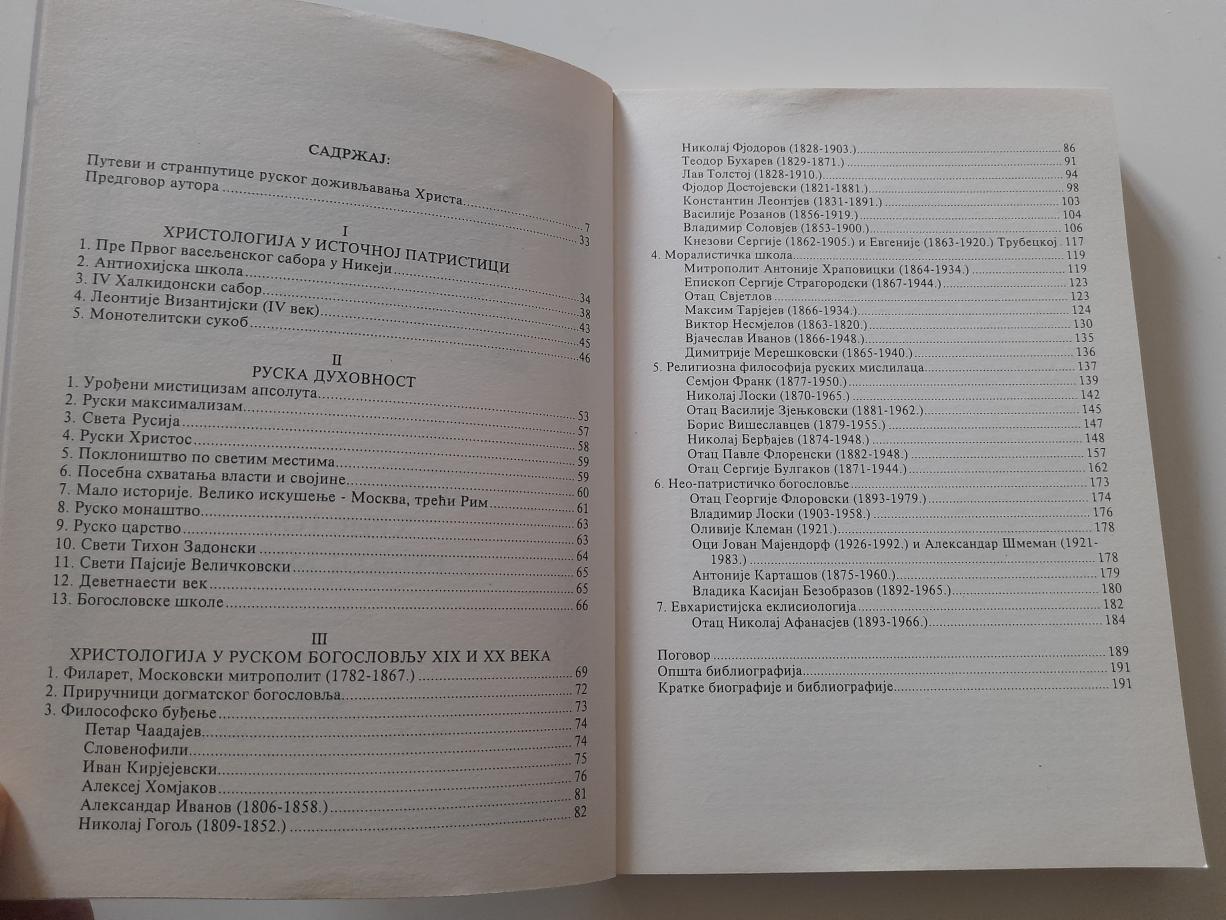 САДРЖАЈ:
Путеви и странпутице руског доживљавања Христа 7
Предговор аутора 33
I
ХРИСТОЛОГИЈА У ИСТОЧНОЈ ПАТРИСТИЦИ
1. Пре Првог васељенског сабора у Никеји 34
2. Антиохијска школа 38
3. IV Халкидонски сабор 43
4. Леонтије Византијски (IV век) 45
5. Монотелитски сукоб 46
II
РУСКА ДУХОВНОСТ
1. Урођени мистицизам апсолута 53
2. Руски максимализам 57
3. Света Русија 58
4. Руски Христос 59
5. Поклоништво по светим местима 59
6. Посебна схватања власти и својине 60
7. Мало историје. Велико искушење - Москва, трећи Рим 61
8. Руско монаштво 63
9. Руско царство 63
10. Свети Тихон Задонски 64
11. Свети Пајсије Величковски 65
12. Деветнаести век 65
13. Богословске школе 66
III
ХРИСТОЛОГИЈА У РУСКОМ БОГОСЛОВЉУ XIX И XX ВЕКА
1. Филарет, Московски митрополит (1782-1867.) 69
2. Приручници догматског богословља 72
3. Философско буђење 73
Петар Чаадајев 74
Словенофили 74
Иван Кирјејевски 75
Алексеј Хомјаков 76
Александар Иванов (1806-1858.) 81
Николај Гогољ (1809-1852.) 82
Николај Фјодоров (1828-1903.) 86
Теодор Бухарев (1829-1871.) 91
Лав Толстој (1828-1910.) 94
Фјодор Достојевски (1821-1881.) 98
Константин Леонтјев (1831-1891.) 103
Василије Розанов (1856-1919.) 104
Владимир Соловјев (1853-1900.) 106
Кнезови Сергије (1862-1905.) и Евгеније (1863-1920.) Трубецкој 117
4. Моралистичка школа 119
Митрополит Антоније Храповицки (1864-1934.) 119
Епископ Сергије Страгородски (1867-1944.) 123
Отац Свјетлов 123
Максим Тарјејев (1866-1934.) 124
Виктор Несмјелов (1863-1820.) 130
Вјачеслав Иванов (1866-1948.) 135
Димитрије Мерешковски (1865-1940.) 136
5. Религиозна философија руских мислилаца 137
Семјон Франк (1877-1950.) 139
Николај Лоски (1870-1965.) 142
Отац Василије Зјењковски (1881-1962.) 145
Борис Вишеславцев (1879-1955.) 147
Николај Берђајев (1874-1948.) 148
Отац Павле Флоренски (1882-1948.) 157
Отац Сергије Булгаков (1871-1944.) 162
6. Нео-патристичко богословље 173
Отац Георгије Флоровски (1893-1979.) 174
Владимир Лоски (1903-1958.) 176
Оливије Клеман (1921.) 178
Оци Јован Мајендорф (1926-1992.) и Александар Шмеман (1921-
1983.) 178
Антоније Карташов (1875-1960.) 179
Владика Касијан Безобразов (1892-1965.) 180
7. Евхаристијска еклисиологија 182
Отац Николај Афанасјев (1893-1966.) 184
Поговор 189
Општа библиографија 191
Кратке биографије и библиографије 191